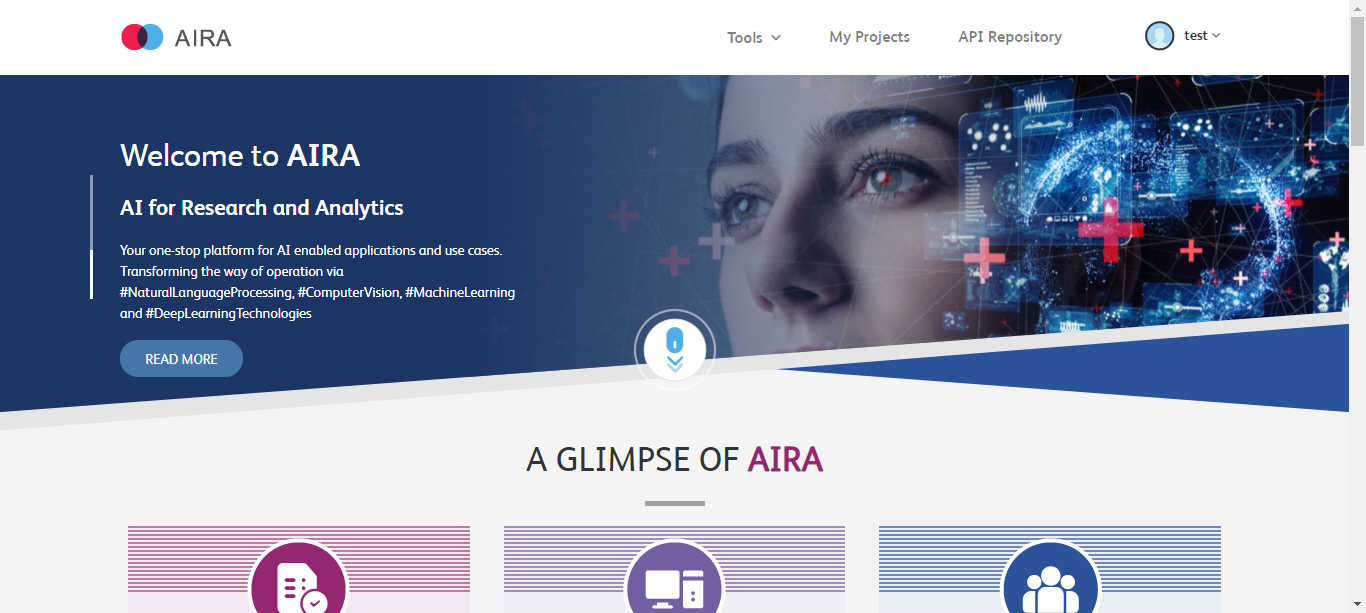 AIRA
Tools
My Projects
API Repository
test
Welcome to AIRA
AI for Research and Analytics
Your one-stop platform for AI enabled applications and use cases.
Transforming the way of operation via
#NaturalLanguageProcessing, #ComputerVision, #MachineLearning
and #DeepLearningTechnologies
READ MORE
A GLIMPSE OF AIRA